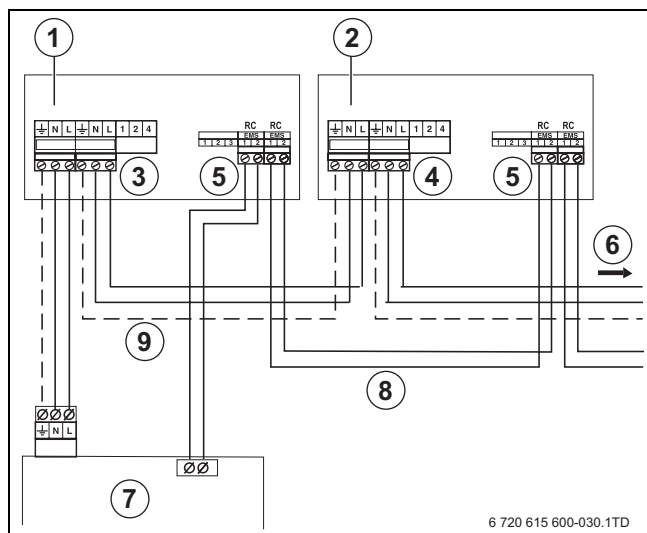 1
2
RC RC
EMS EMS
⏚ N L ⏚ N L 1 2 4
1 2 3 1 2 1 2
RC RC
EMS EMS
⏚ N L ⏚ N L 1 2 4
1 2 3 1 2 1 2
3
5
4
5
6
9
8
⏚ N L
7
6 720 615 600-030.1TD